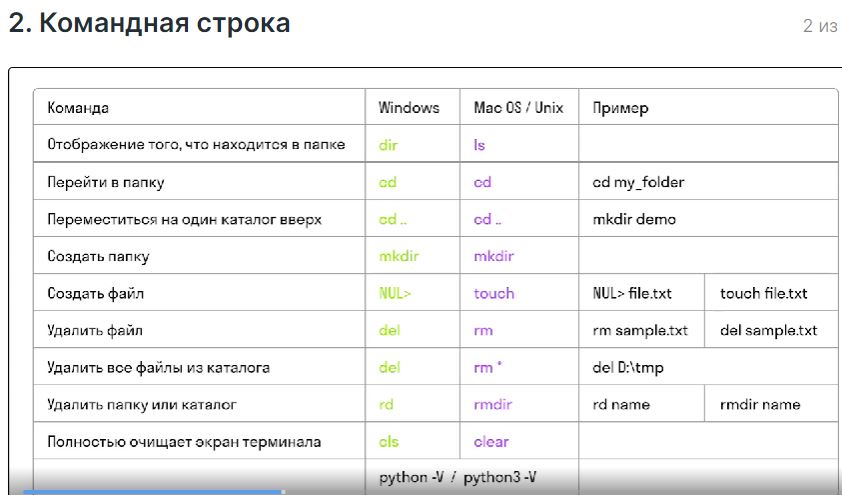 2. Командная строка
2 из
Команда Windows Mac OS / Unix Пример
Отображение того, что находится в папке dir ls
Перейти в папку cd cd cd my_folder
Переместиться на один каталог вверх cd .. cd .. mkdir demo
Создать папку mkdir mkdir
Создать файл NUL> touch NUL> file.txt touch file.txt
Удалить файл del rm rm sample.txt del sample.txt
Удалить все файлы из каталога del rm * del D:\tmp
Удалить папку или каталог rd rmdir rd name rmdir name
Полностью очищает экран терминала cls clear
python -V / python3 -V